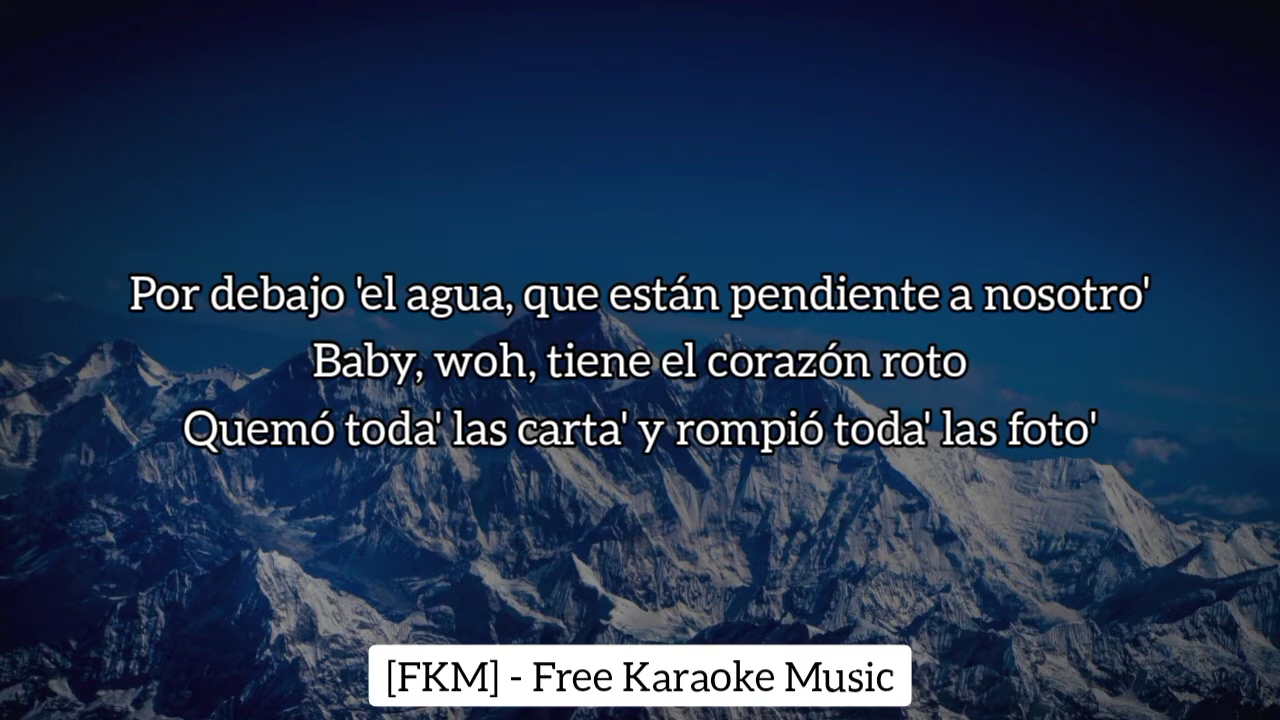 Por debajo 'el agua, que están pendiente a nosotro'
Baby, woh, tiene el corazón roto
Quemó toda' las carta' y rompió toda' las foto'
[FKM] - Free Karaoke Music